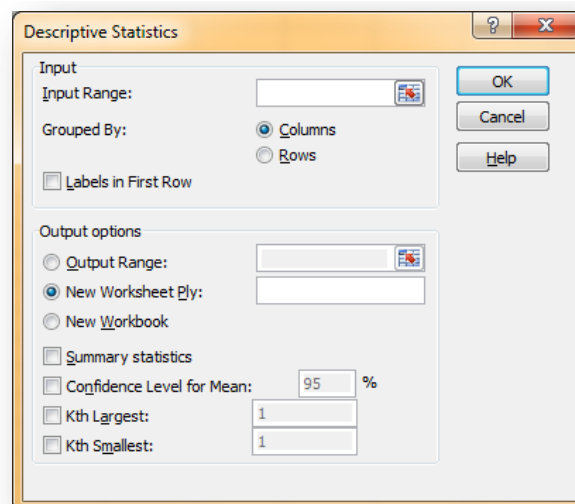 Descriptive Statistics
Input
Input Range:
OK
Grouped By:
Columns
Cancel
Rows
Help
Labels in First Row
Output options
Output Range:
New Worksheet Ply:
New Workbook
Summary statistics
Confidence Level for Mean: 95 %
Kth Largest: 1
Kth Smallest: 1